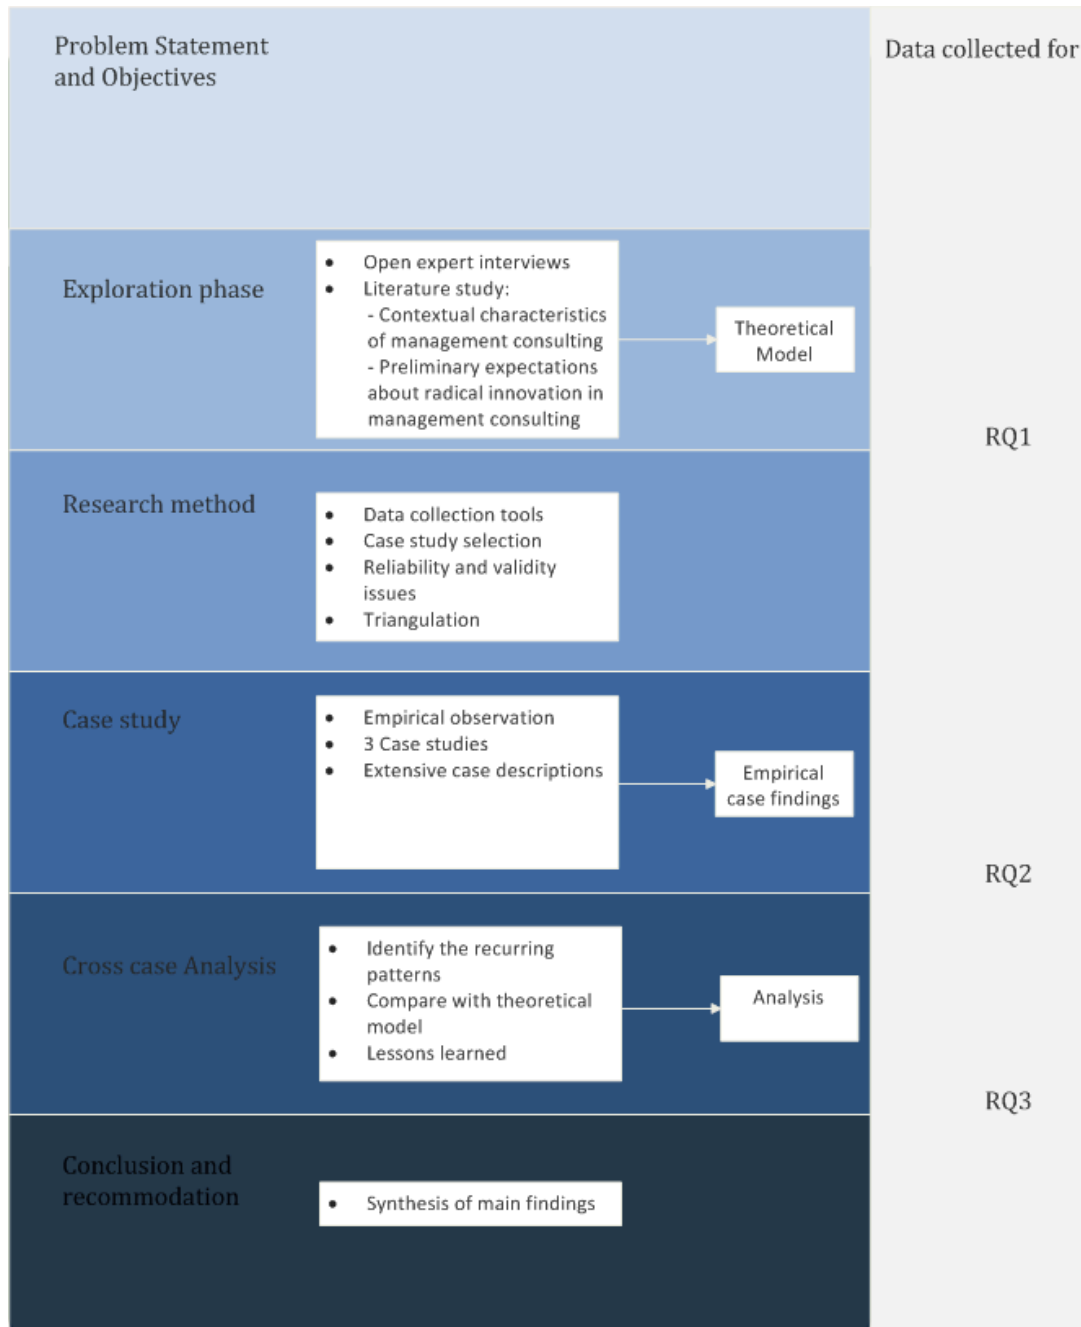 Problem Statement
and Objectives
Data collected for
Exploration phase
• Open expert interviews
• Literature study:
- Contextual characteristics
of management consulting
- Preliminary expectations
about radical innovation in
management consulting
Theoretical
Model
RQ1
Research method
• Data collection tools
• Case study selection
• Reliability and validity
issues
• Triangulation
Case study
• Empirical observation
• 3 Case studies
• Extensive case descriptions
Empirical
case findings
RQ2
Cross case Analysis
• Identify the recurring
patterns
• Compare with theoretical
model
• Lessons learned
Analysis
RQ3
Conclusion and
recommodation
• Synthesis of main findings